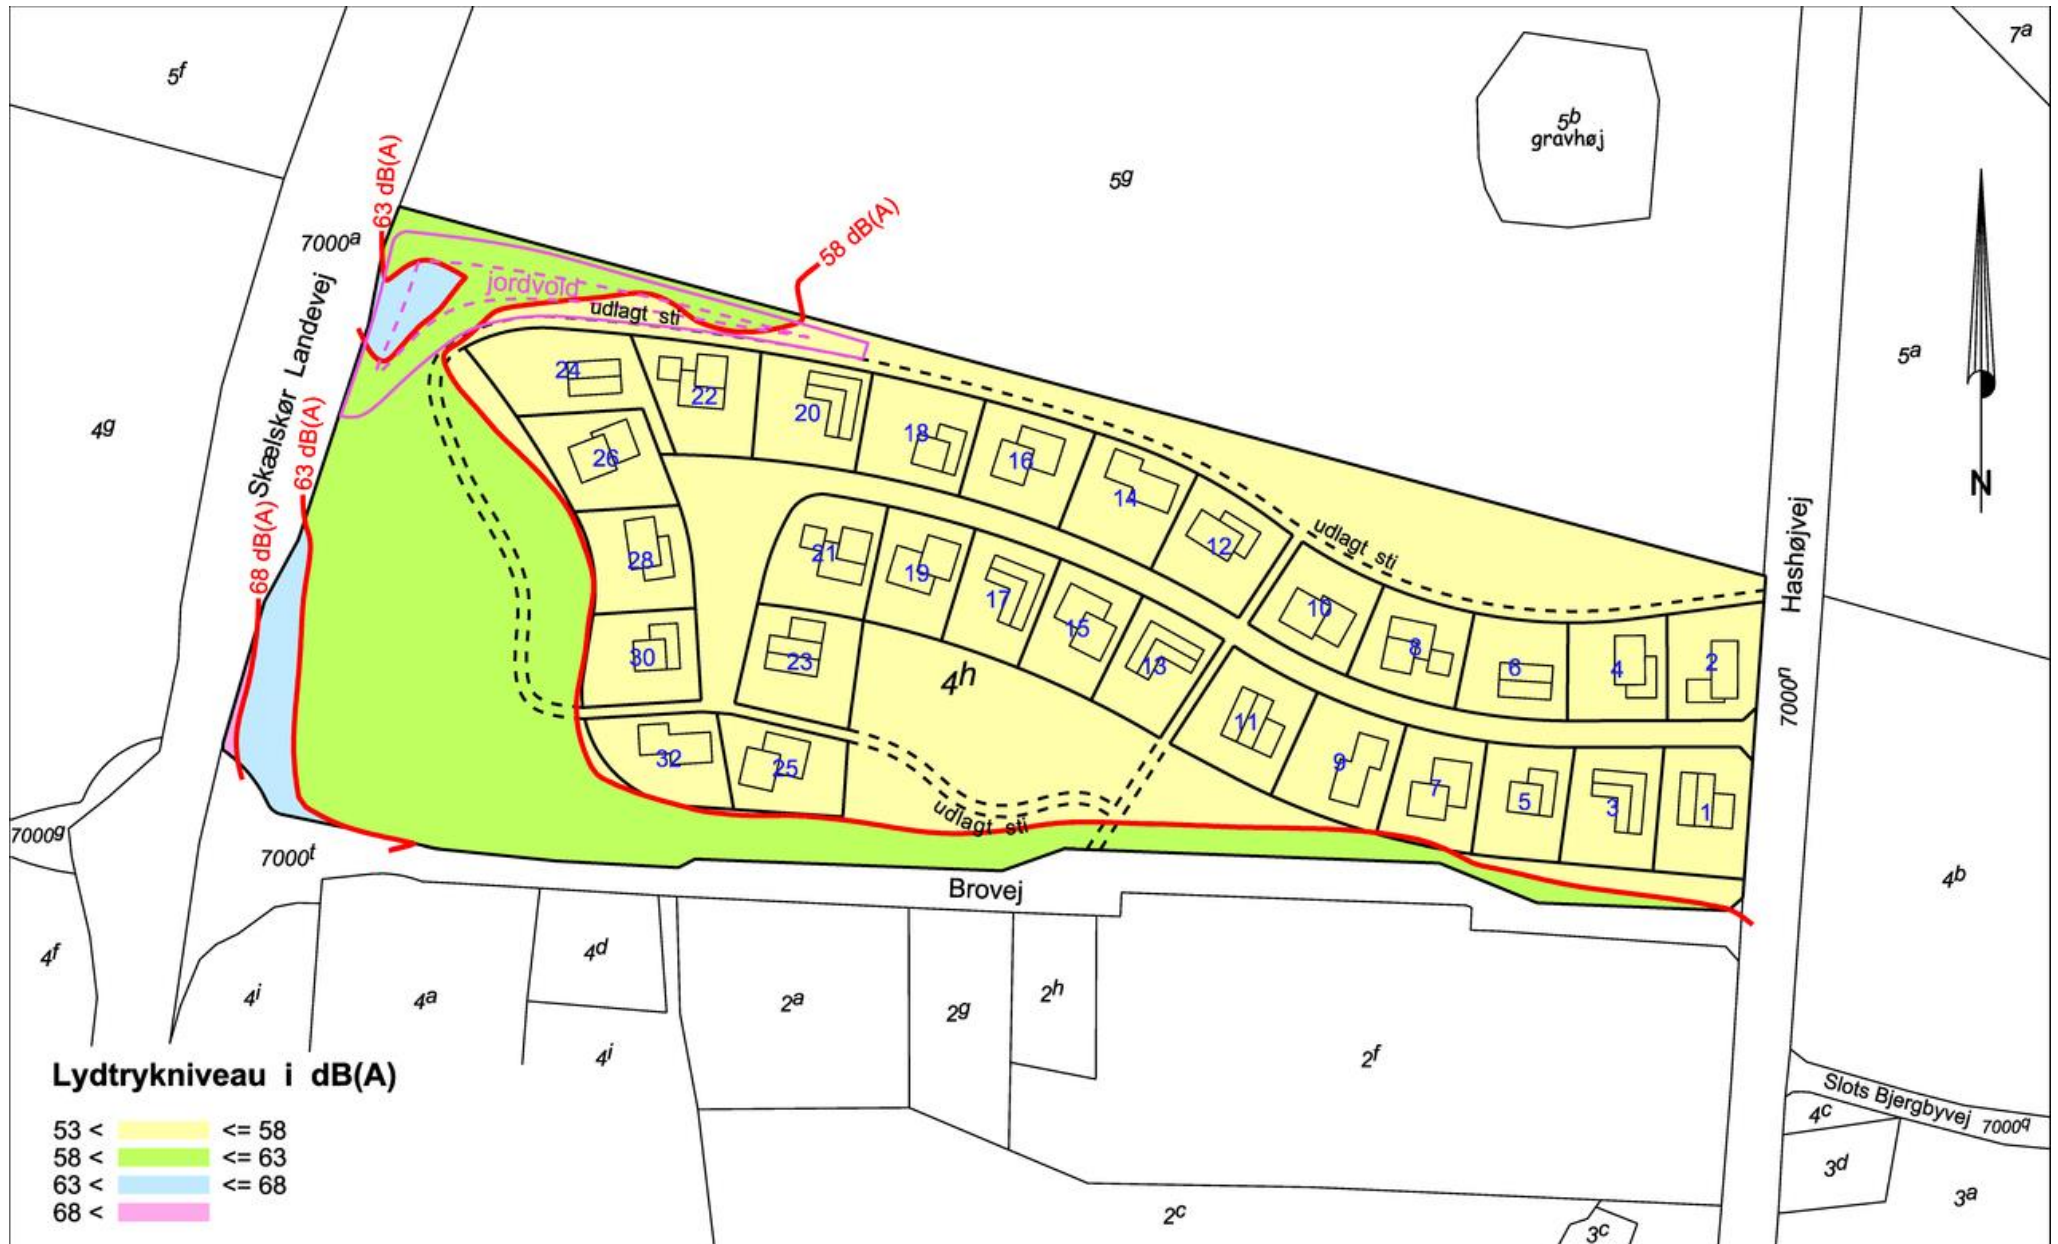 5f
7a
5b
gravhøj
5g
63 dB(A)
58 dB(A)
7000a
jordvold
udlagt sti
Skælskør Landevej
5a
4g
63 dB(A)
68 dB(A)
24
22
20
18
16
14
12
26
28
30
32
21
19
17
15
13
23
25
4h
10
8
6
4
2
11
9
7
5
3
1
udlagt sti
udlagt sti
N
Hashøjvej
7000n
7000g
7000t
Brovej
4b
4f
4i
4a
4d
4i
2a
2g
2h
2f
2c
3c
Slots Bjergbyvej 7000q
4c
3d
3a
Lydtrykniveau i dB(A)
53 < <= 58
58 < <= 63
63 < <= 68
68 <